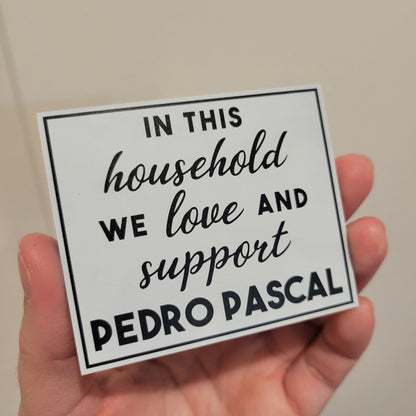 IN THIS
household
WE love AND
support
PEDRO PASCAL